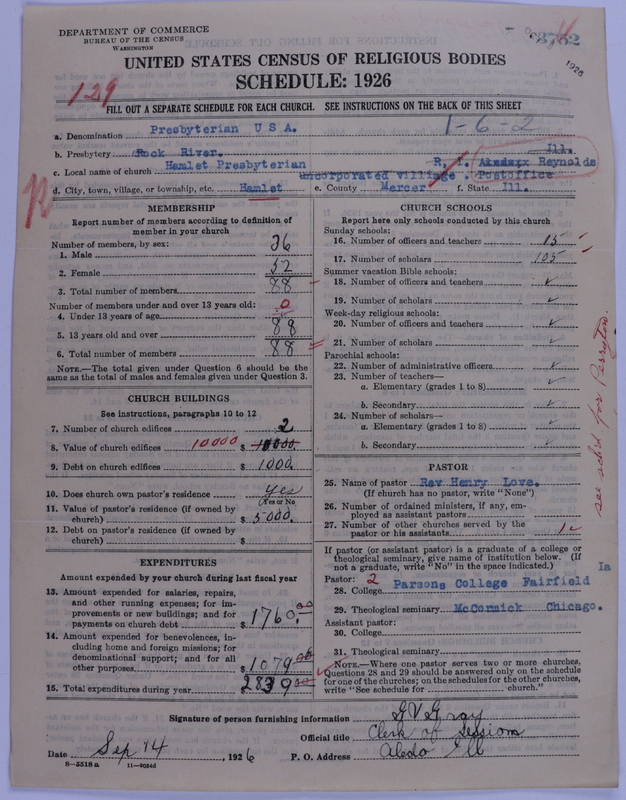 DEPARTMENT OF COMMERCE
BUREAU OF THE CENSUS
WASHINGTON
1926
UNITED STATES CENSUS OF RELIGIOUS BODIES
SCHEDULE: 1926
129
FILL OUT A SEPARATE SCHEDULE FOR EACH CHURCH. SEE INSTRUCTIONS ON THE BACK OF THIS SHEET
a. Denomination Presbyterian U S A. 1-6-2
b. Presbytery Rock River. Ill.
c. Local name of church Hamlet Presbyterian R, I. Reynolds
uncorporated villiage. Postoffice
d. City, town, village, or township, etc. Hamlet e. County Mercer f. State Ill.
MEMBERSHIP
Report number of members according to definition of
member in your church
Number of members, by sex:
1. Male 36
2. Female 52
3. Total number of members 88
Number of members under and over 13 years old:
4. Under 13 years of age 0
5. 13 years old and over 88
6. Total number of members 88
NOTE.—The total given under Question 6 should be the
same as the total of males and females given under Question 3.
CHURCH BUILDINGS
See instructions, paragraphs 10 to 12
7. Number of church edifices 2
8. Value of church edifices 10000 $ 10000.
9. Debt on church edifices $ 1000.
10. Does church own pastor's residence yes
(Yes or No)
11. Value of pastor's residence (if owned by
church) $ 5000.
12. Debt on pastor's residence (if owned by
church) $
EXPENDITURES
Amount expended by your church during last fiscal year
13. Amount expended for salaries, repairs,
and other running expenses; for im-
provements or new buildings; and for
payments on church debt $ 1760.00
14. Amount expended for benevolences, in-
cluding home and foreign missions; for
denominational support; and for all
other purposes $ 1079 00
15. Total expenditures during year 2839 00
CHURCH SCHOOLS
Report here only schools conducted by this church
Sunday schools:
16. Number of officers and teachers 15
17. Number of scholars 105
Summer vacation Bible schools:
18. Number of officers and teachers
19. Number of scholars
Week-day religious schools:
20. Number of officers and teachers
21. Number of scholars
Parochial schools:
22. Number of administrative officers
23. Number of teachers—
a. Elementary (grades 1 to 8)
b. Secondary
24. Number of scholars—
a. Elementary (grades 1 to 8)
b. Secondary
see sch'd for Perryton
PASTOR
25. Name of pastor Rev Henry Love.
(If church has no pastor, write "None")
26. Number of ordained ministers, if any, em-
ployed as assistant pastors
27. Number of other churches served by the
pastor or his assistants 1
If pastor (or assistant pastor) is a graduate of a college or
theological seminary, give name of institution below. (If
not a graduate, write "No" in the space indicated.) Ia
Pastor: 2
28. College Parsons College Fairfield
29. Theological seminary McCormick Chicago.
Assistant pastor:
30. College
31. Theological seminary
NOTE.—Where one pastor serves two or more churches,
Questions 28 and 29 should be answered only on the schedule
for one of the churches; on the schedules for the other churches,
write "See schedule for church."
Signature of person furnishing information G V Gray
Official title Clerk of Sessions
Date Sep 14, 1926 P. O. Address Aledo Ill
8-5518a 11-9054d